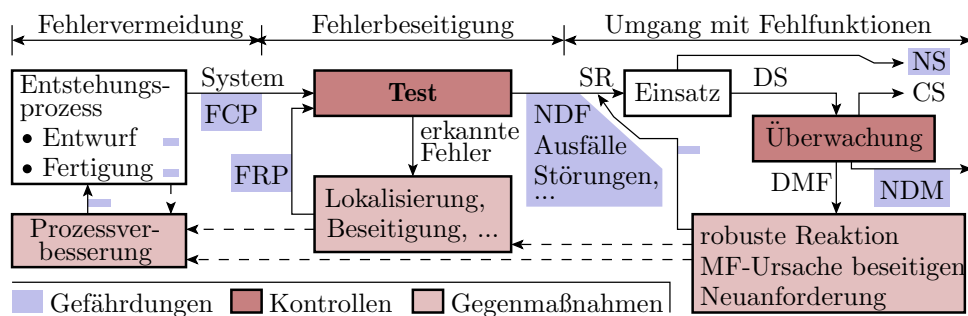 Fehlervermeidung
Fehlerbeseitigung
Umgang mit Fehlfunktionen
Entstehungs-
prozess
• Entwurf
• Fertigung
System
FCP
Test
FRP
erkannte
Fehler
Lokalisierung,
Beseitigung, ...
SR
NDF
Ausfälle
Störungen,
...
Einsatz
DS
NS
CS
Überwachung
DMF
NDM
Prozessver-
besserung
robuste Reaktion
MF-Ursache beseitigen
Neuanforderung
Gefährdungen
Kontrollen
Gegenmaßnahmen